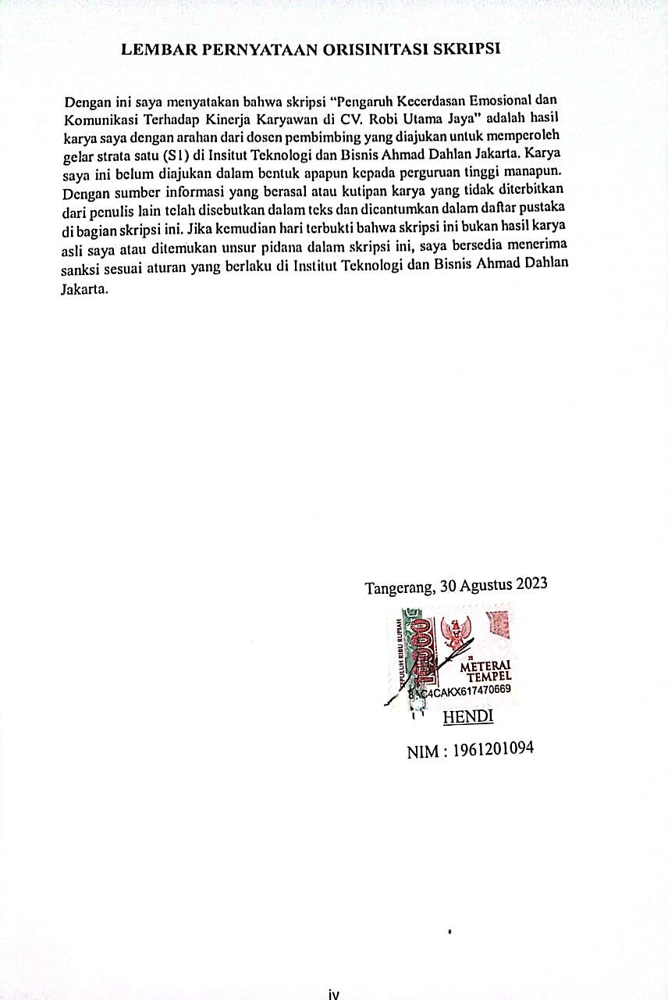 LEMBAR PERNYATAAN ORISINITASI SKRIPSI
Dengan ini saya menyatakan bahwa skripsi “Pengaruh Kecerdasan Emosional dan
Komunikasi Terhadap Kinerja Karyawan di CV. Robi Utama Jaya” adalah hasil
karya saya dengan arahan dari dosen pembimbing yang diajukan untuk memperoleh
gelar strata satu (S1) di Insitut Teknologi dan Bisnis Ahmad Dahlan Jakarta. Karya
saya ini belum diajukan dalam bentuk apapun kepada perguruan tinggi manapun.
Dengan sumber informasi yang berasal atau kutipan karya yang tidak diterbitkan
dari penulis lain telah disebutkan dalam teks dan dicantumkan dalam daftar pustaka
di bagian skripsi ini. Jika kemudian hari terbukti bahwa skripsi ini bukan hasil karya
asli saya atau ditemukan unsur pidana dalam skripsi ini, saya bersedia menerima
sanksi sesuai aturan yang berlaku di Institut Teknologi dan Bisnis Ahmad Dahlan
Jakarta.
Tangerang, 30 Agustus 2023
SEPULUH RIBU RUPIAH
10000
METERAI
TEMPEL
HENDI
NIM : 1961201094
iv